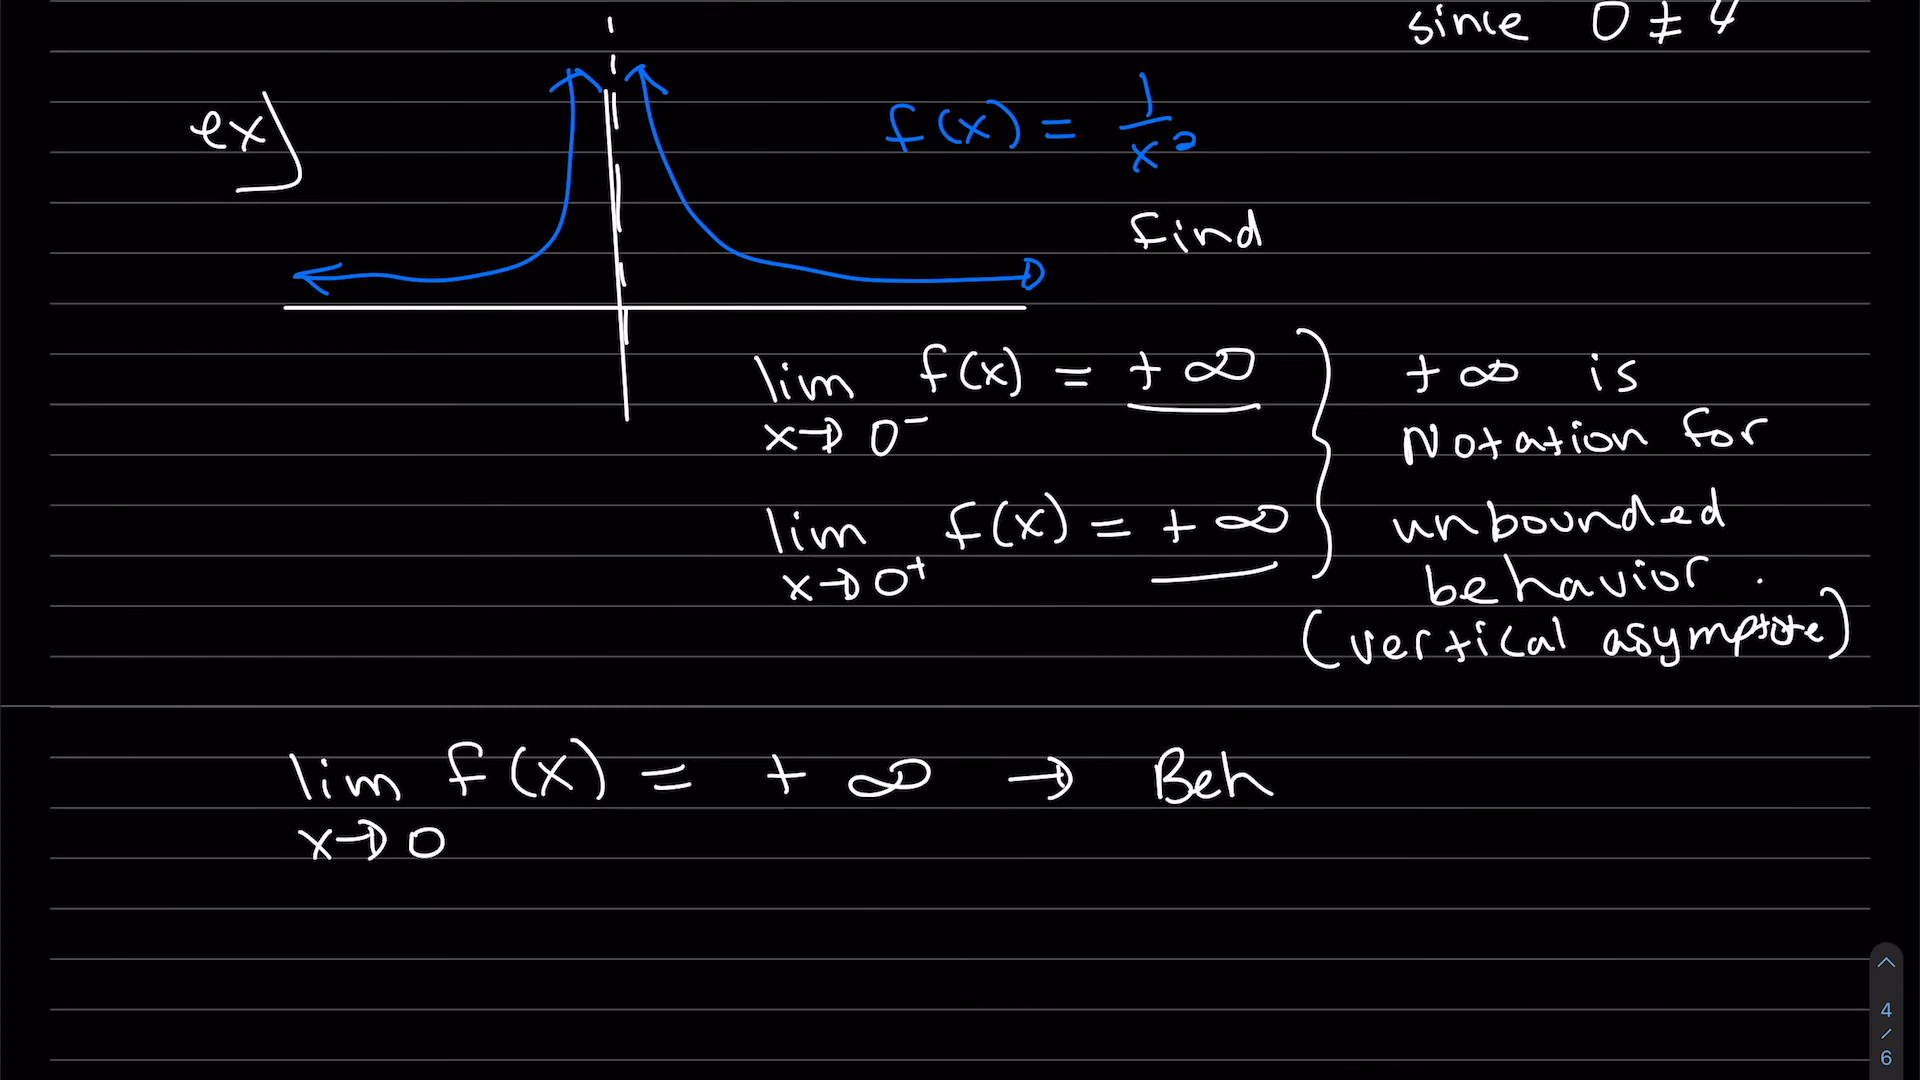 since 0 ≠ 4
ex)
f(x) = 1/x²
find
lim f(x) = + ∞
x→0⁻
lim f(x) = + ∞
x→0⁺
+ ∞ is
Notation for
unbounded
behavior.
(vertical asymptote)
lim f(x) = + ∞ → Beh
x→0
4
/
6